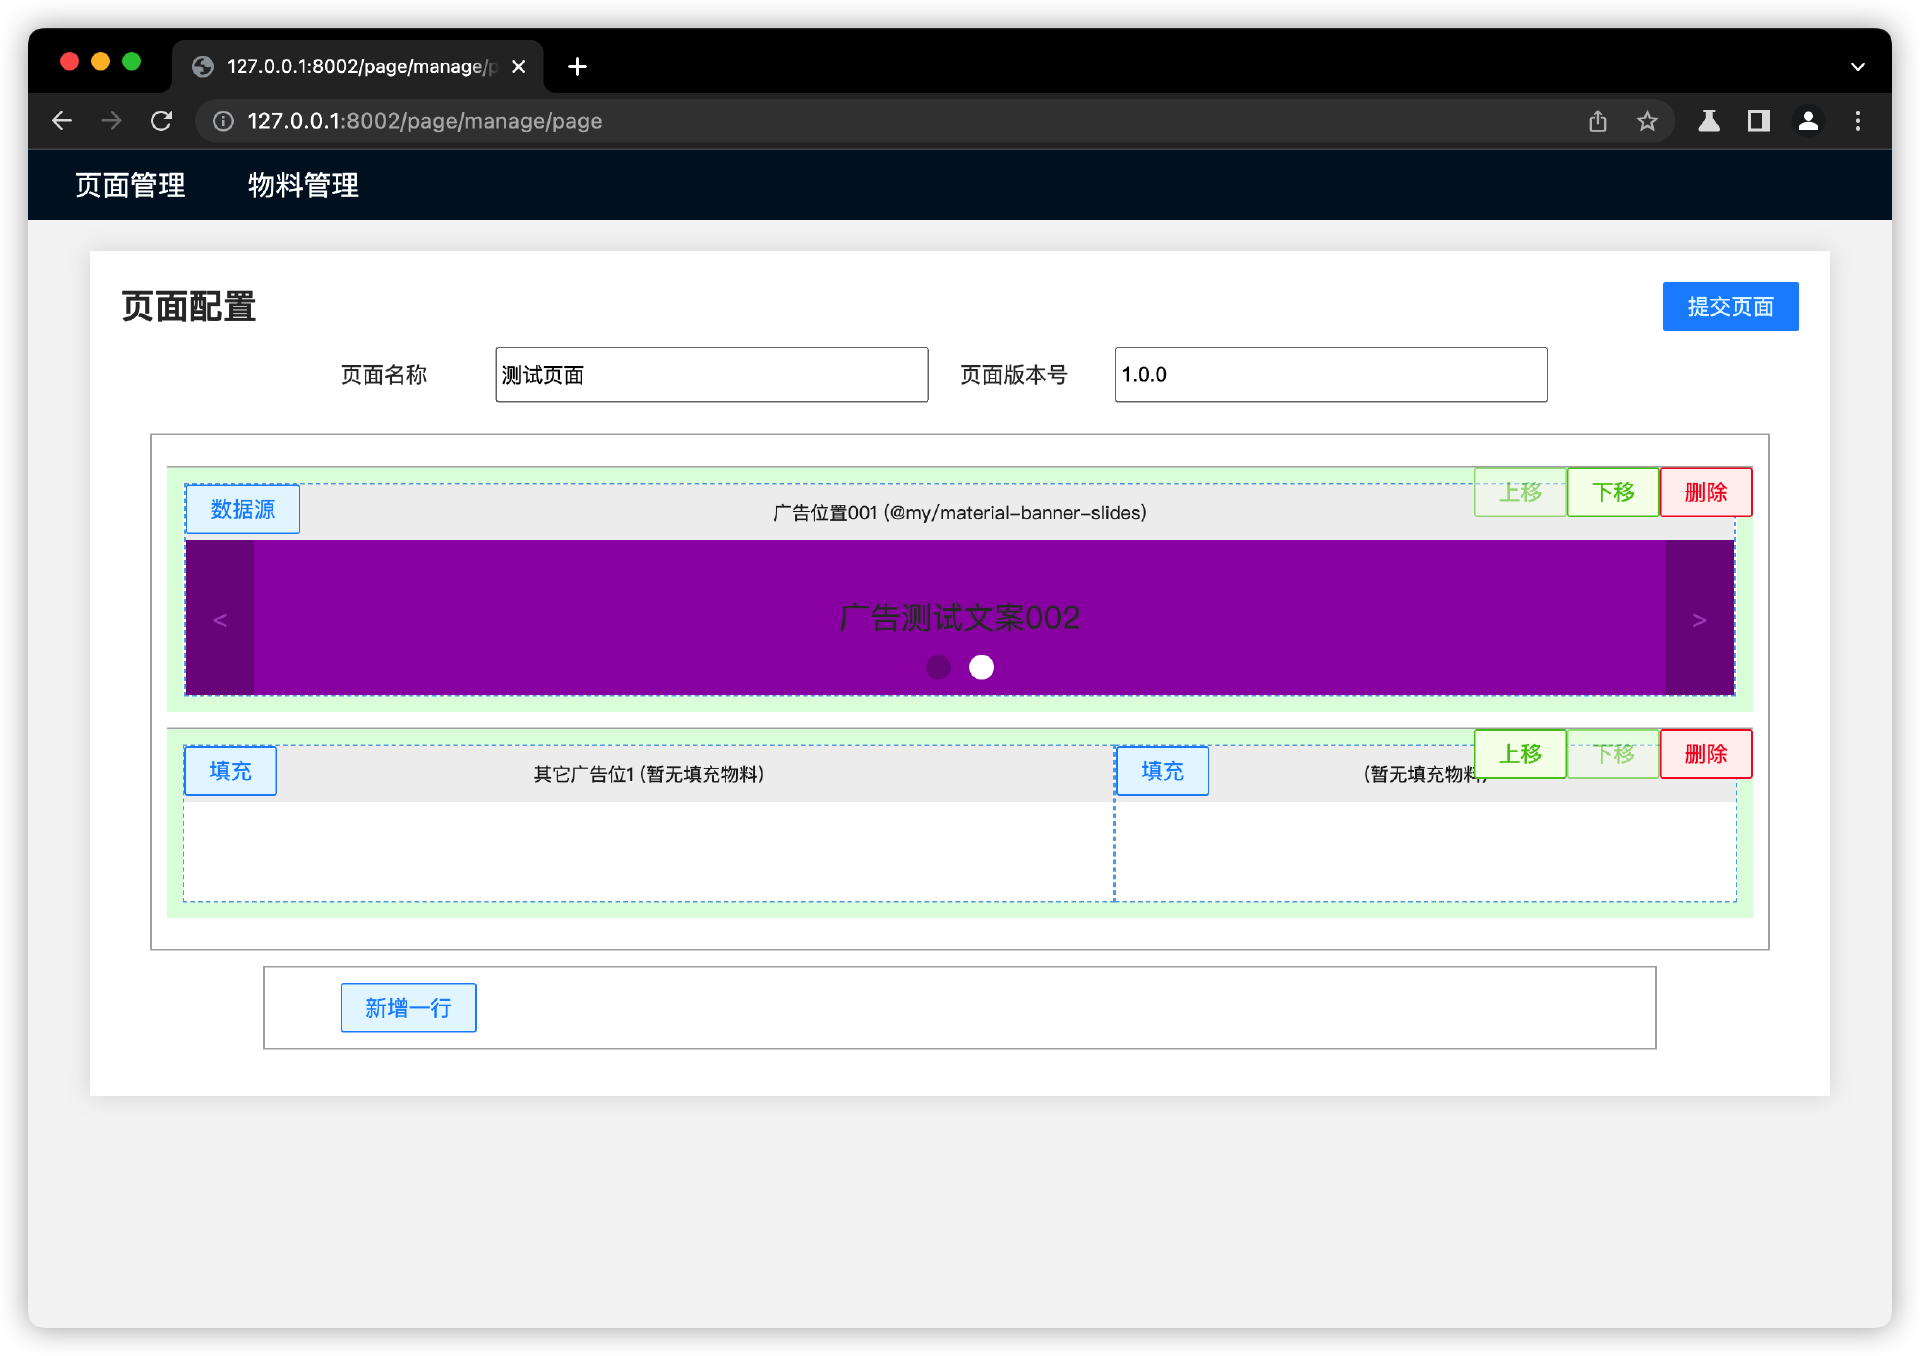 127.0.0.1:8002/page/manage/p
127.0.0.1:8002/page/manage/page
页面管理 物料管理
页面配置 提交页面
页面名称 测试页面 页面版本号 1.0.0
数据源 广告位置001 (@my/material-banner-slides) 上移 下移 删除
< 广告测试文案002 >
填充 其它广告位1 (暂无填充物料) 填充 (暂无填充物料) 上移 下移 删除
新增一行